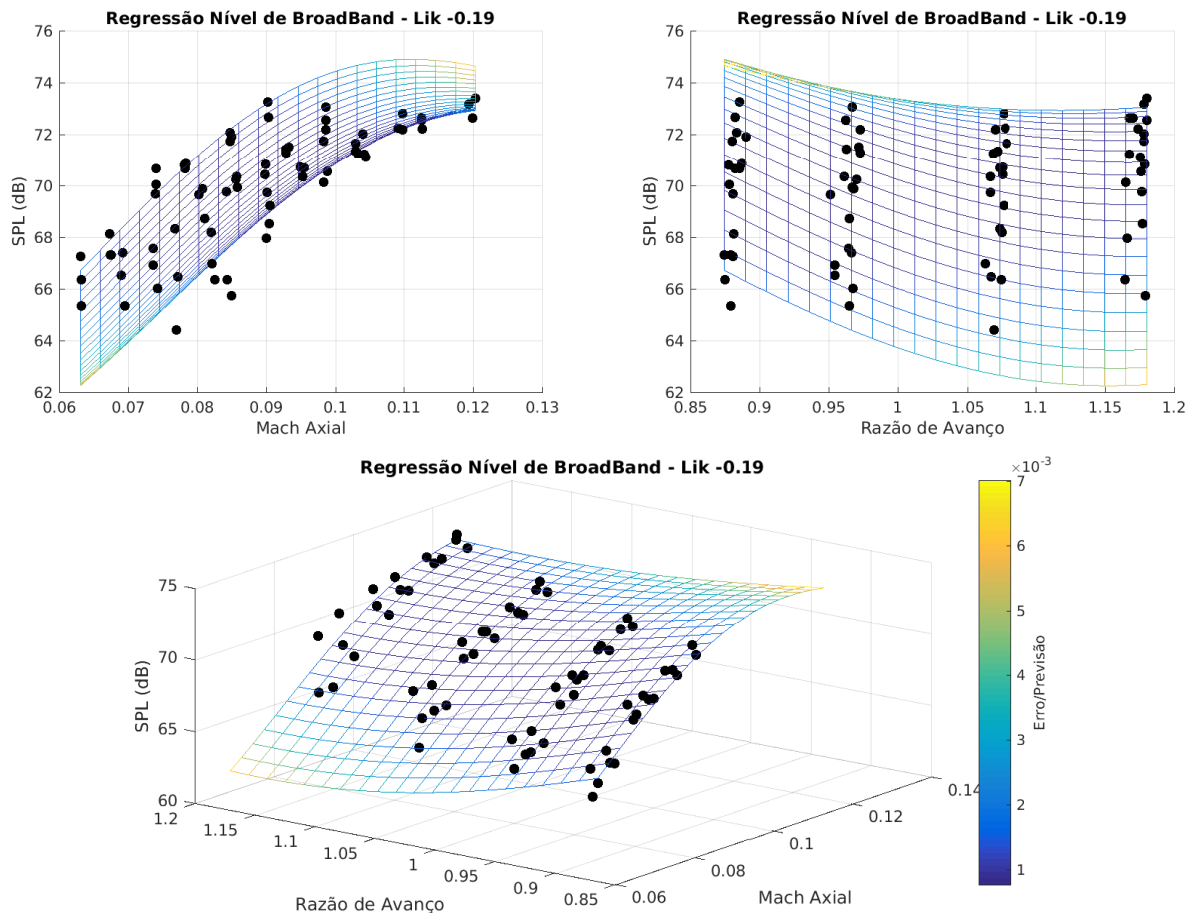 Regressão Nível de BroadBand - Lik -0.19
76
74
72
70
68
66
64
62
SPL (dB)
0.06 0.07 0.08 0.09 0.1 0.11 0.12 0.13
Mach Axial
Regressão Nível de BroadBand - Lik -0.19
76
74
72
70
68
66
64
62
SPL (dB)
0.85 0.9 0.95 1 1.05 1.1 1.15 1.2
Razão de Avanço
Regressão Nível de BroadBand - Lik -0.19
75
70
65
60
SPL (dB)
1.2 1.15 1.1 1.05 1 0.95 0.9 0.85
Razão de Avanço
0.06 0.08 0.1 0.12 0.14
Mach Axial
×10⁻³
7
6
5
4
3
2
1
Erro/Previsão